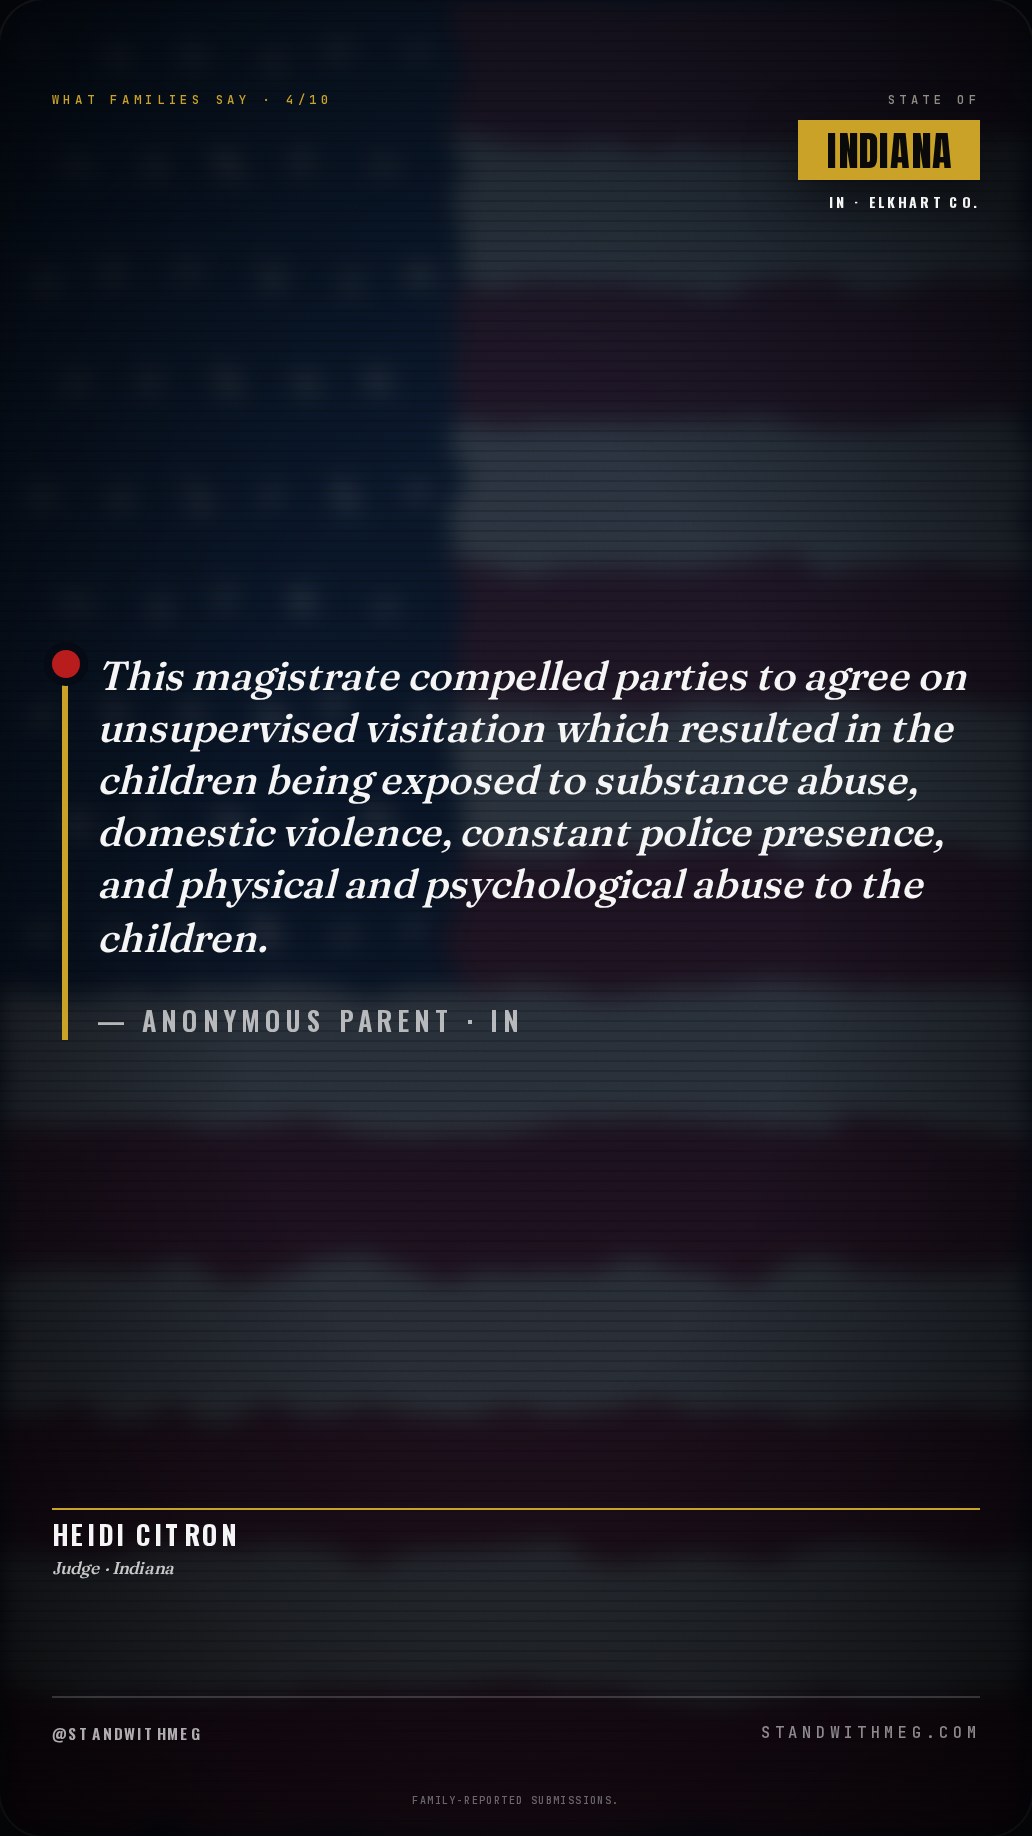 WHAT FAMILIES SAY · 4/10
STATE OF
INDIANA
IN · ELKHART CO.
This magistrate compelled parties to agree on
unsupervised visitation which resulted in the
children being exposed to substance abuse,
domestic violence, constant police presence,
and physical and psychological abuse to the
children.
— ANONYMOUS PARENT · IN
HEIDI CITRON
Judge · Indiana
@STANDWITHMEG
STANDWITHMEG.COM
FAMILY-REPORTED SUBMISSIONS.